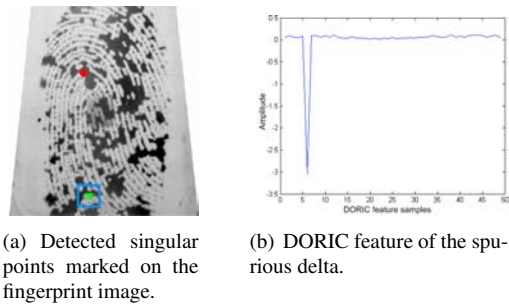 0.5
0
-0.5
-1
-1.5
-2
-2.5
-3
-3.5
Amplitude
0 5 10 15 20 25 30 35 40 45 50
DORIC feature samples
(a) Detected singular
points marked on the
fingerprint image.
(b) DORIC feature of the spu-
rious delta.